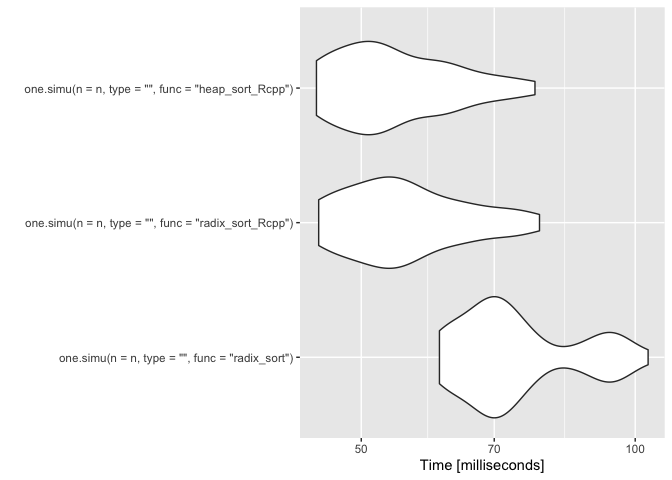 one.simu(n = n, type = "", func = "heap_sort_Rcpp")
one.simu(n = n, type = "", func = "radix_sort_Rcpp")
one.simu(n = n, type = "", func = "radix_sort")
50 70 100
Time [milliseconds]